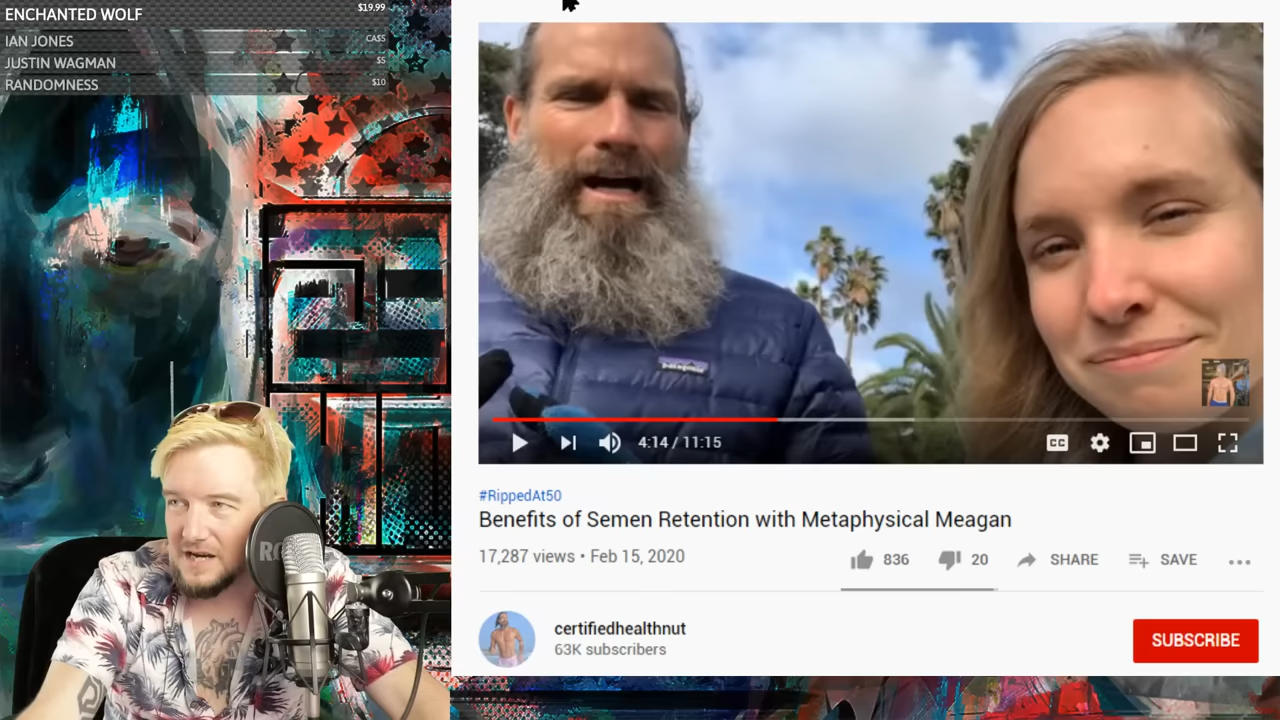 ENCHANTED WOLF $19.99
IAN JONES CA$5
JUSTIN WAGMAN $5
RANDOMNESS $10
patagonia
4:14 / 11:15
CC
#RippedAt50
Benefits of Semen Retention with Metaphysical Meagan
17,287 views • Feb 15, 2020
836 20 SHARE SAVE
certifiedhealthnut
63K subscribers
SUBSCRIBE